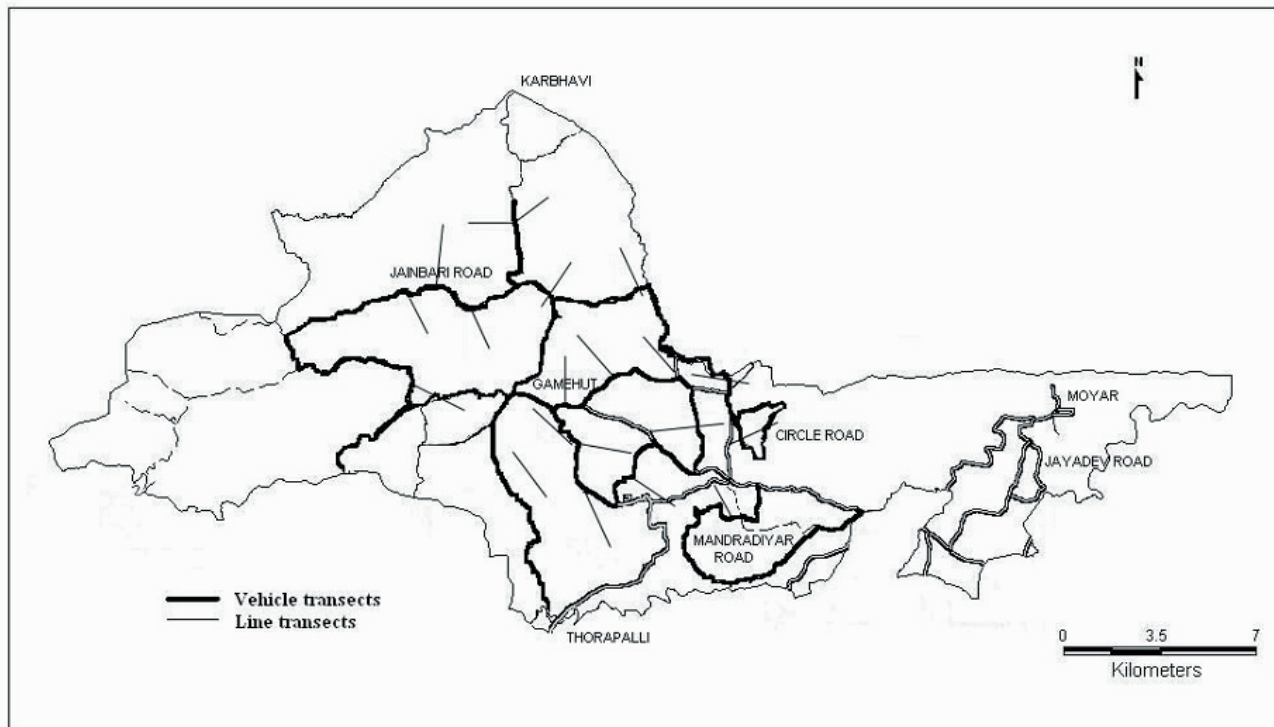 KARBHAVI
N
JAINBARI ROAD
GAMEHUT
MOYAR
CIRCLE ROAD
JAYADEV ROAD
MANDRADIYAR
ROAD
Vehicle transects
Line transects
THORAPALLI
0 3.5 7
Kilometers